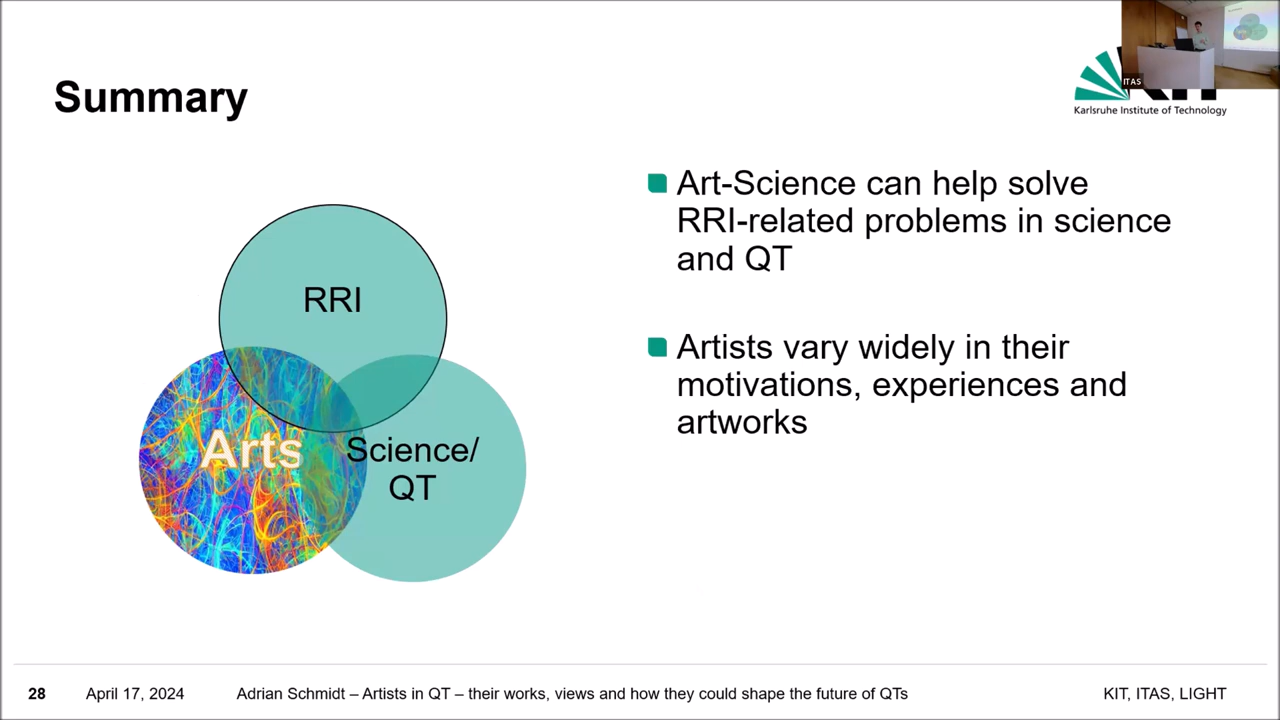 Summary
ITAS
Karlsruhe Institute of Technology
RRI
Arts
Science/
QT
Art-Science can help solve
RRI-related problems in science
and QT
Artists vary widely in their
motivations, experiences and
artworks
28
April 17, 2024
Adrian Schmidt – Artists in QT – their works, views and how they could shape the future of QTs
KIT, ITAS, LIGHT